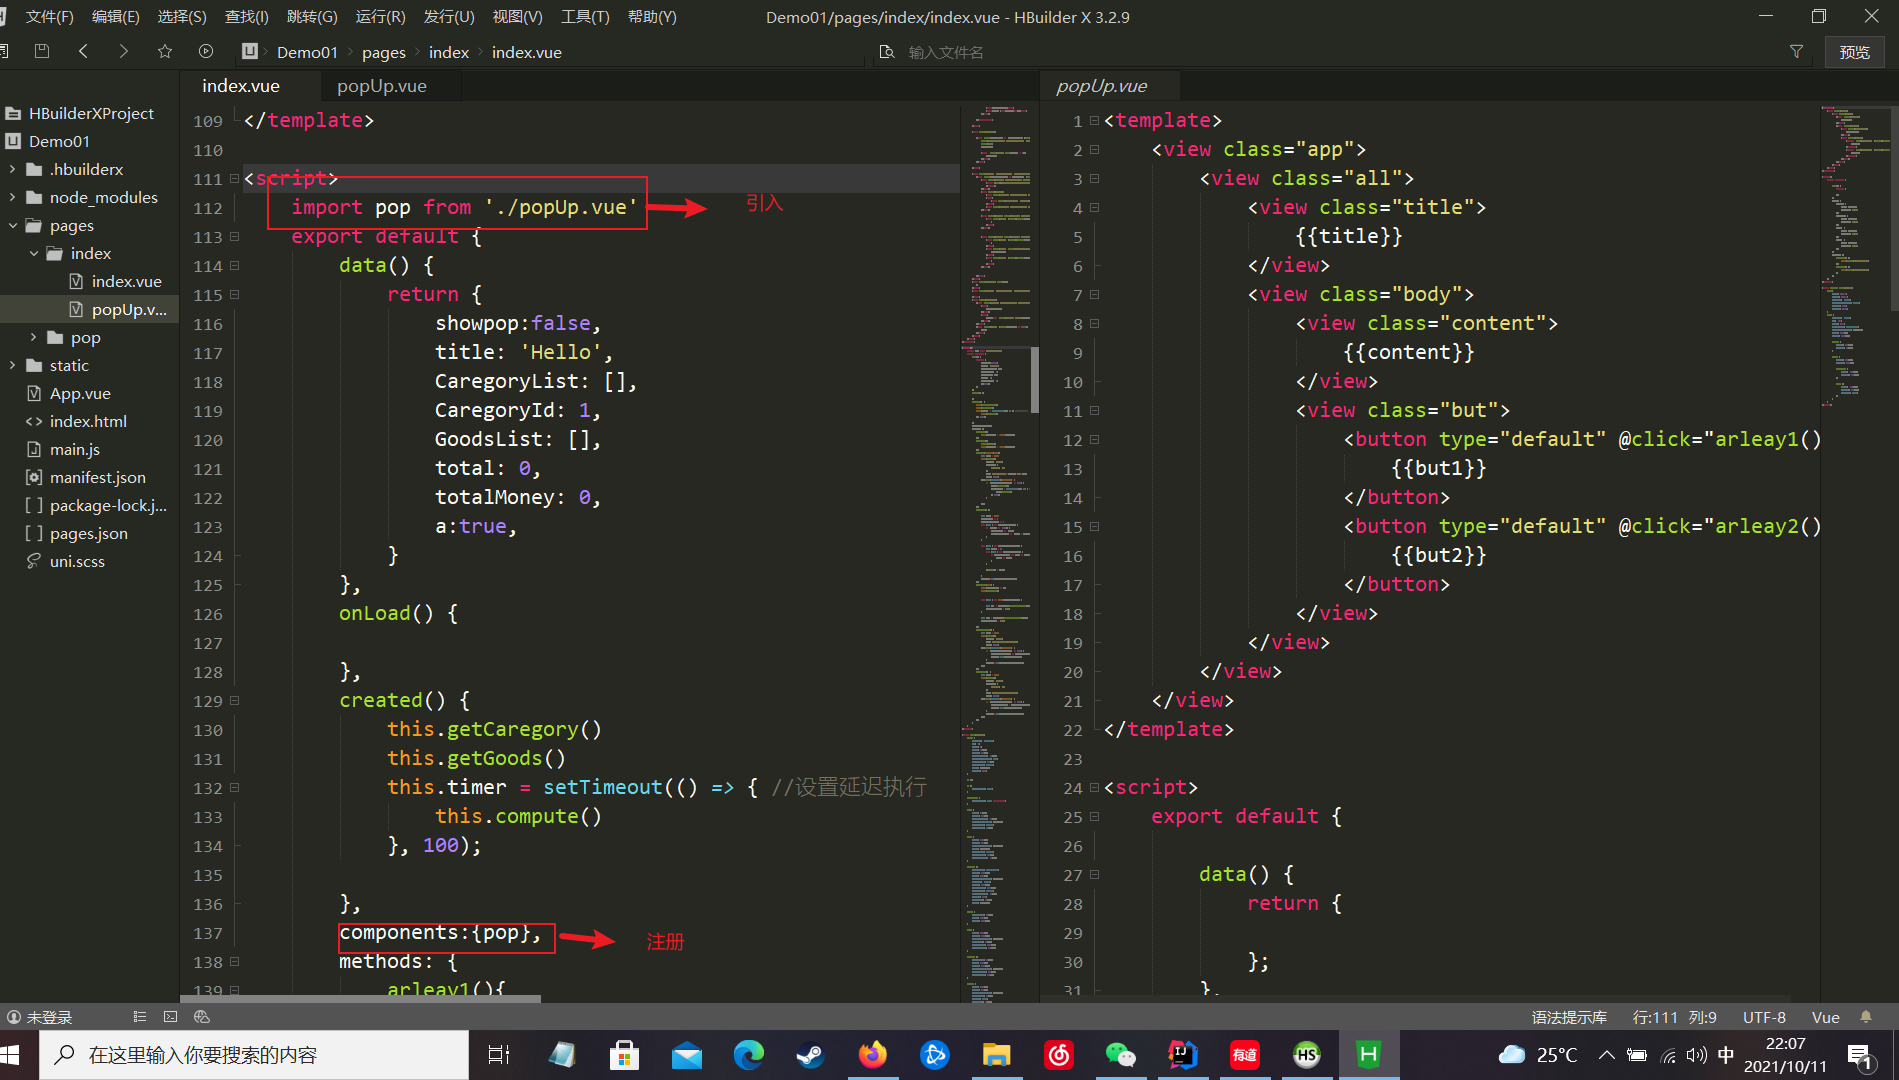 文件(F) 编辑(E) 选择(S) 查找(I) 跳转(G) 运行(R) 发行(U) 视图(V) 工具(T) 帮助(Y)
Demo01/pages/index/index.vue - HBuilder X 3.2.9
Demo01 pages index index.vue
输入文件名
预览
HBuilderXProject
Demo01
.hbuilderx
node_modules
pages
index
index.vue
popUp.v...
pop
static
App.vue
index.html
main.js
manifest.json
package-lock.j...
pages.json
uni.scss
index.vue popUp.vue
109 </template>
110
111 <script>
112 import pop from './popUp.vue'
引入
113 export default {
114 data() {
115 return {
116 showpop:false,
117 title: 'Hello',
118 CaregoryList: [],
119 CaregoryId: 1,
120 GoodsList: [],
121 total: 0,
122 totalMoney: 0,
123 a:true,
124 }
125 },
126 onLoad() {
127
128 },
129 created() {
130 this.getCaregory()
131 this.getGoods()
132 this.timer = setTimeout(() => { //设置延迟执行
133 this.compute()
134 }, 100);
135
136 },
137 components:{pop},
注册
138 methods: {
139 arleay1(){
popUp.vue
1 <template>
2 <view class="app">
3 <view class="all">
4 <view class="title">
5 {{title}}
6 </view>
7 <view class="body">
8 <view class="content">
9 {{content}}
10 </view>
11 <view class="but">
12 <button type="default" @click="arleay1()
13 {{but1}}
14 </button>
15 <button type="default" @click="arleay2()
16 {{but2}}
17 </button>
18 </view>
19 </view>
20 </view>
21 </view>
22 </template>
23
24 <script>
25 export default {
26
27 data() {
28 return {
29
30 };
31 },
未登录
语法提示库 行:111 列:9 UTF-8 Vue
在这里输入你要搜索的内容
有道
25°C
中
22:07
2021/10/11
1